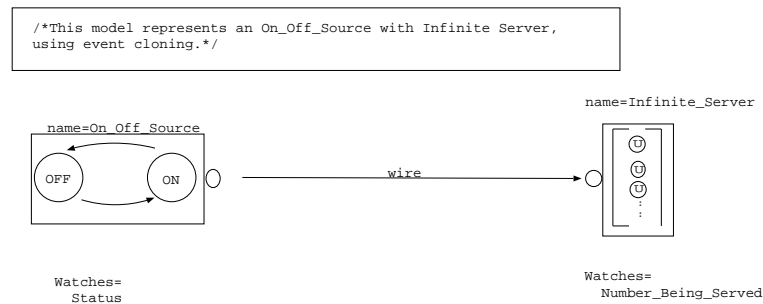 /*This model represents an On_Off_Source with Infinite Server,
using event cloning.*/
name=Infinite_Server
name=On_Off_Source
OFF
ON
wire
U
U
U
:
:
Watches=
Status
Watches=
Number_Being_Served